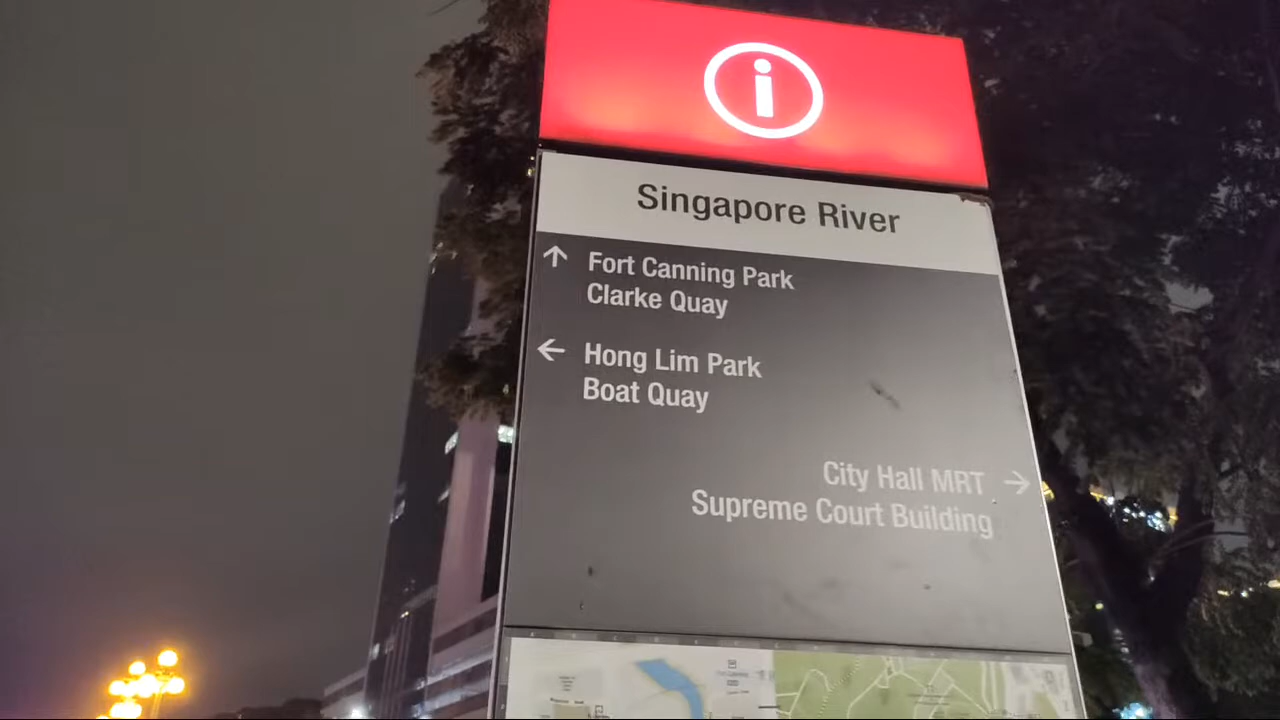 i
Singapore River
↑ Fort Canning Park
Clarke Quay
← Hong Lim Park
Boat Quay
City Hall MRT →
Supreme Court Building